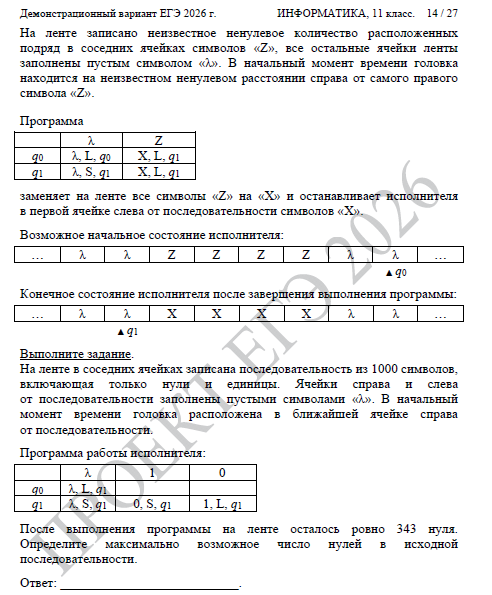 Демонстрационный вариант ЕГЭ 2026 г. ИНФОРМАТИКА, 11 класс. 14 / 27
На ленте записано неизвестное ненулевое количество расположенных
подряд в соседних ячейках символов «Z», все остальные ячейки ленты
заполнены пустым символом «λ». В начальный момент времени головка
находится на неизвестном ненулевом расстоянии справа от самого правого
символа «Z».
Программа
λ Z
q0 λ, L, q0 X, L, q1
q1 λ, S, q1 X, L, q1
заменяет на ленте все символы «Z» на «X» и останавливает исполнителя
в первой ячейке слева от последовательности символов «X».
Возможное начальное состояние исполнителя:
... λ λ Z Z Z Z λ λ ...
▲ q0
Конечное состояние исполнителя после завершения выполнения программы:
... λ λ X X X X λ λ ...
▲ q1
Выполните задание.
На ленте в соседних ячейках записана последовательность из 1000 символов,
включающая только нули и единицы. Ячейки справа и слева
от последовательности заполнены пустыми символами «λ». В начальный
момент времени головка расположена в ближайшей ячейке справа
от последовательности.
Программа работы исполнителя:
λ 1 0
q0 λ, L, q1
q1 λ, S, q1 0, S, q1 1, L, q1
После выполнения программы на ленте осталось ровно 343 нуля.
Определите максимально возможное число нулей в исходной
последовательности.
Ответ: ___________________________.
ПРОЕКТ ЕГЭ 2026